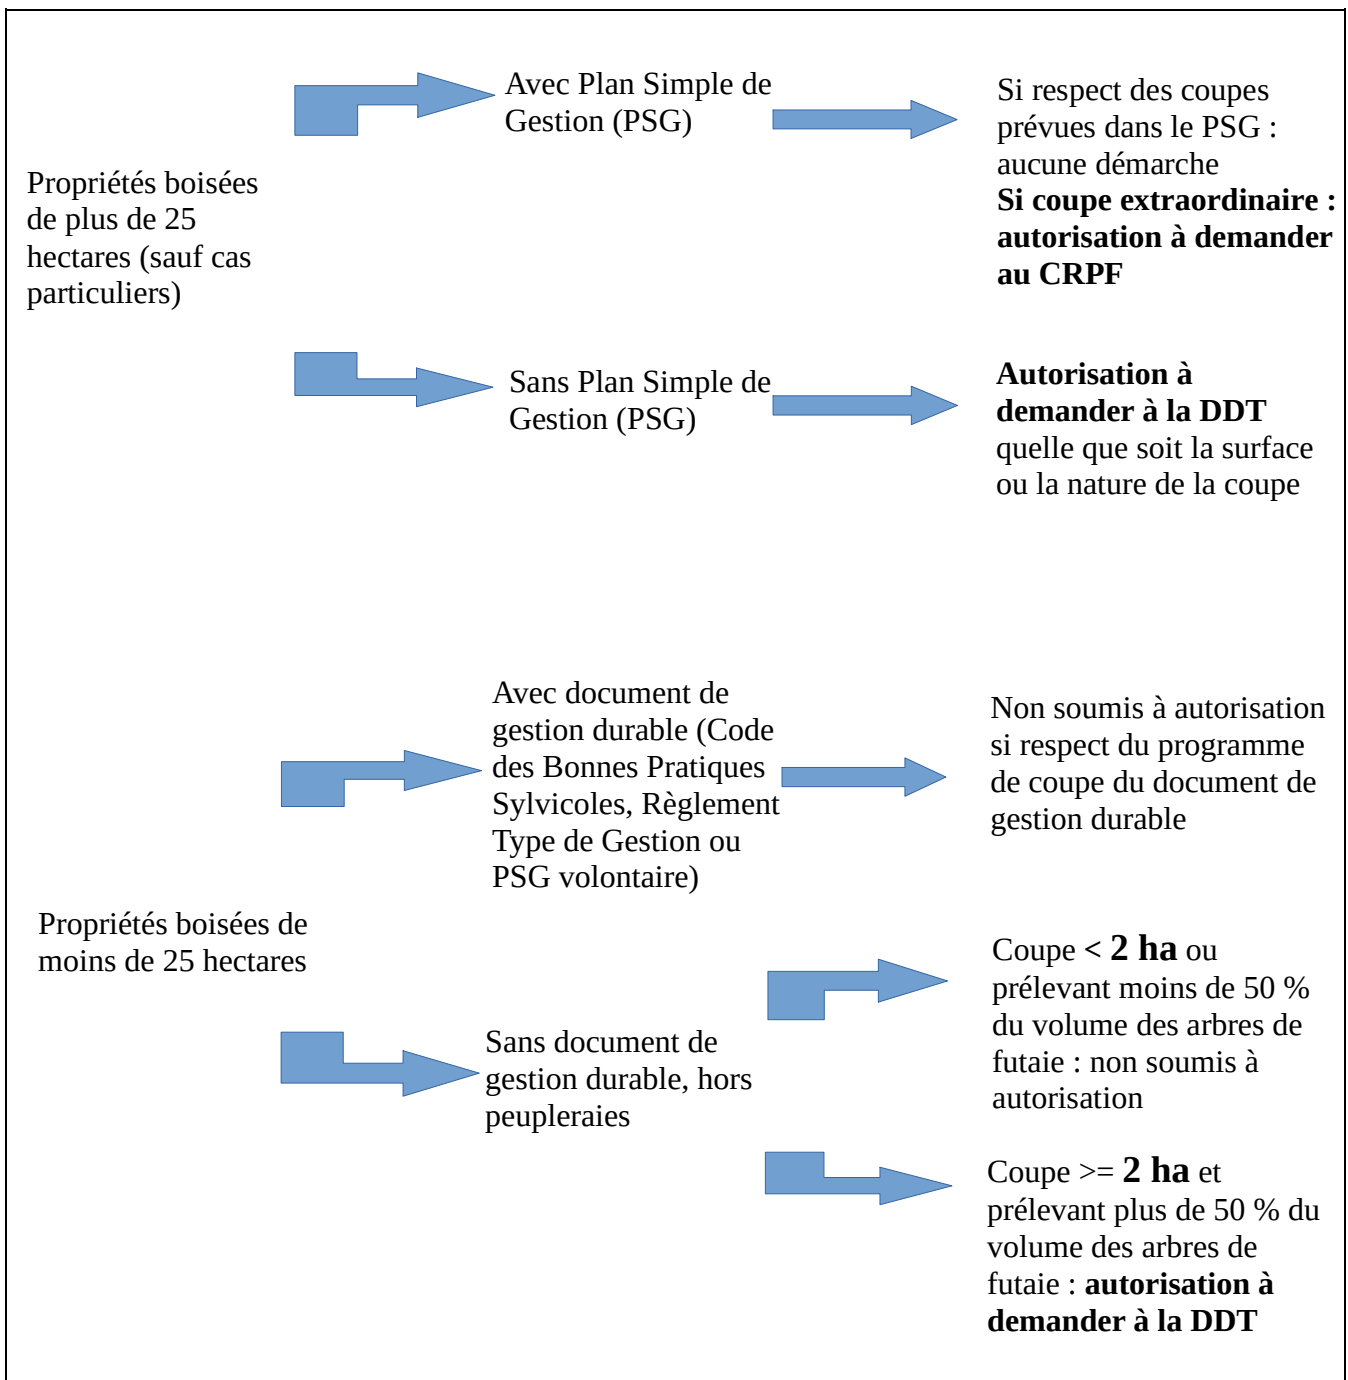 Propriétés boisées
de plus de 25
hectares (sauf cas
particuliers)
Avec Plan Simple de
Gestion (PSG)
Si respect des coupes
prévues dans le PSG :
aucune démarche
Si coupe extraordinaire :
autorisation à demander
au CRPF
Sans Plan Simple de
Gestion (PSG)
Autorisation à
demander à la DDT
quelle que soit la surface
ou la nature de la coupe
Propriétés boisées de
moins de 25 hectares
Avec document de
gestion durable (Code
des Bonnes Pratiques
Sylvicoles, Règlement
Type de Gestion ou
PSG volontaire)
Non soumis à autorisation
si respect du programme
de coupe du document de
gestion durable
Sans document de
gestion durable, hors
peupleraies
Coupe < 2 ha ou
prélevant moins de 50 %
du volume des arbres de
futaie : non soumis à
autorisation
Coupe >= 2 ha et
prélevant plus de 50 % du
volume des arbres de
futaie : autorisation à
demander à la DDT